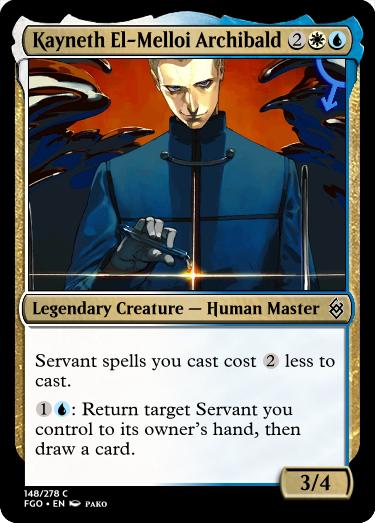 Kayneth El-Melloi Archibald 2
Legendary Creature — Human Master
Servant spells you cast cost 2 less to
cast.
1 : Return target Servant you
control to its owner's hand, then
draw a card.
3/4
148/278 C
FGO • EN PAKO